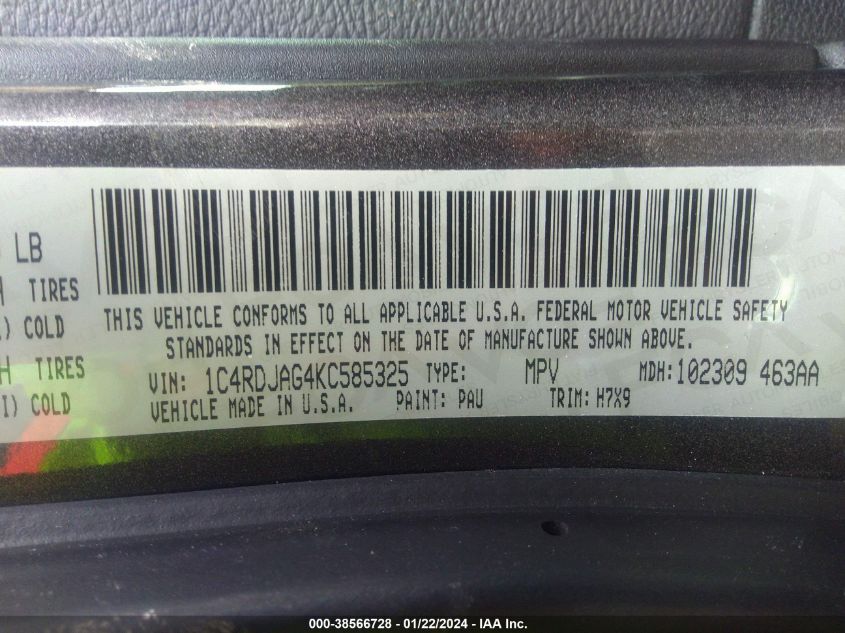 LB
THIS VEHICLE CONFORMS TO ALL APPLICABLE U.S.A. FEDERAL MOTOR VEHICLE SAFETY
TIRES
STANDARDS IN EFFECT ON THE DATE OF MANUFACTURE SHOWN ABOVE.
) COLD
TIRES
VIN: 1C4RDJAG4KC585325 TYPE: MPV MDH:102309 463AA
I) COLD
VEHICLE MADE IN U.S.A. PAINT: PAU TRIM: H7X9
000-38566728 - 01/22/2024 - IAA Inc.